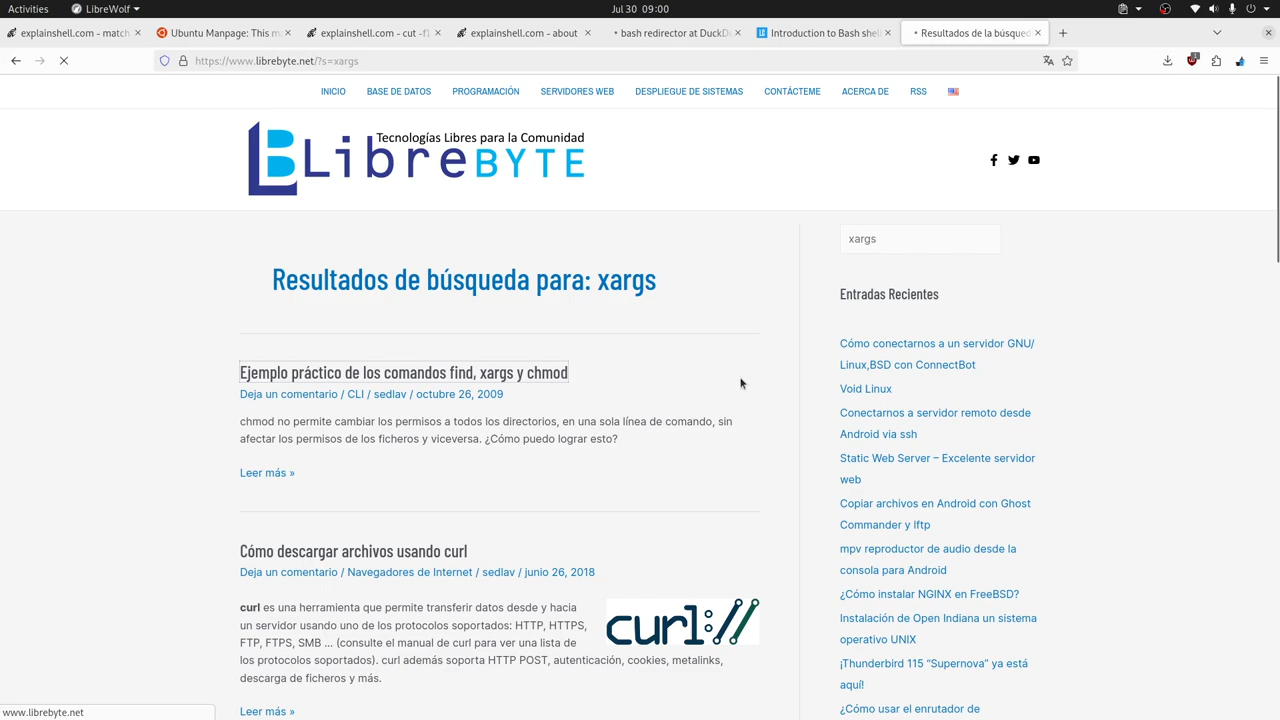 Activities
LibreWolf
Jul 30 09:00
explainshell.com - match
Ubuntu Manpage: This m
explainshell.com - cut -f1
explainshell.com - about
bash redirector at DuckD
Introduction to Bash shel
Resultados de la búsqued
https://www.librebyte.net/?s=xargs
INICIO
BASE DE DATOS
PROGRAMACIÓN
SERVIDORES WEB
DESPLIEGUE DE SISTEMAS
CONTÁCTEME
ACERCA DE
RSS
Tecnologías Libres para la Comunidad
LibreBYTE
Resultados de búsqueda para: xargs
Ejemplo práctico de los comandos find, xargs y chmod
Deja un comentario / CLI / sedlav / octubre 26, 2009
chmod no permite cambiar los permisos a todos los directorios, en una sola línea de comando, sin
afectar los permisos de los ficheros y viceversa. ¿Cómo puedo lograr esto?
Leer más »
Cómo descargar archivos usando curl
Deja un comentario / Navegadores de Internet / sedlav / junio 26, 2018
curl es una herramienta que permite transferir datos desde y hacia
un servidor usando uno de los protocolos soportados: HTTP, HTTPS,
FTP, FTPS, SMB ... (consulte el manual de curl para ver una lista de
los protocolos soportados). curl además soporta HTTP POST, autenticación, cookies, metalinks,
descarga de ficheros y más.
curl://
Leer más »
xargs
Entradas Recientes
Cómo conectarnos a un servidor GNU/
Linux,BSD con ConnectBot
Void Linux
Conectarnos a servidor remoto desde
Android via ssh
Static Web Server – Excelente servidor
web
Copiar archivos en Android con Ghost
Commander y lftp
mpv reproductor de audio desde la
consola para Android
¿Cómo instalar NGINX en FreeBSD?
Instalación de Open Indiana un sistema
operativo UNIX
¡Thunderbird 115 “Supernova” ya está
aquí!
¿Cómo usar el enrutador de
www.librebyte.net